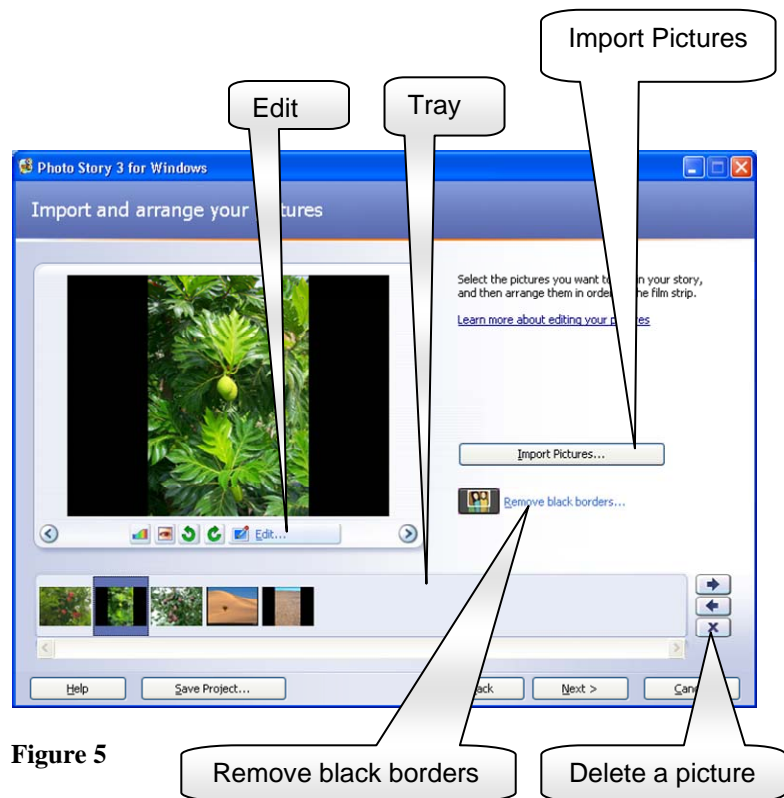 Import Pictures
Edit
Tray
Photo Story 3 for Windows
Import and arrange your tures
Select the pictures you want to n your story,
and then arrange them in order he film strip.
Learn more about editing your p es
Import Pictures...
Remove black borders...
Edit...
Help
Save Project...
ack
Next >
Can
Figure 5
Remove black borders
Delete a picture